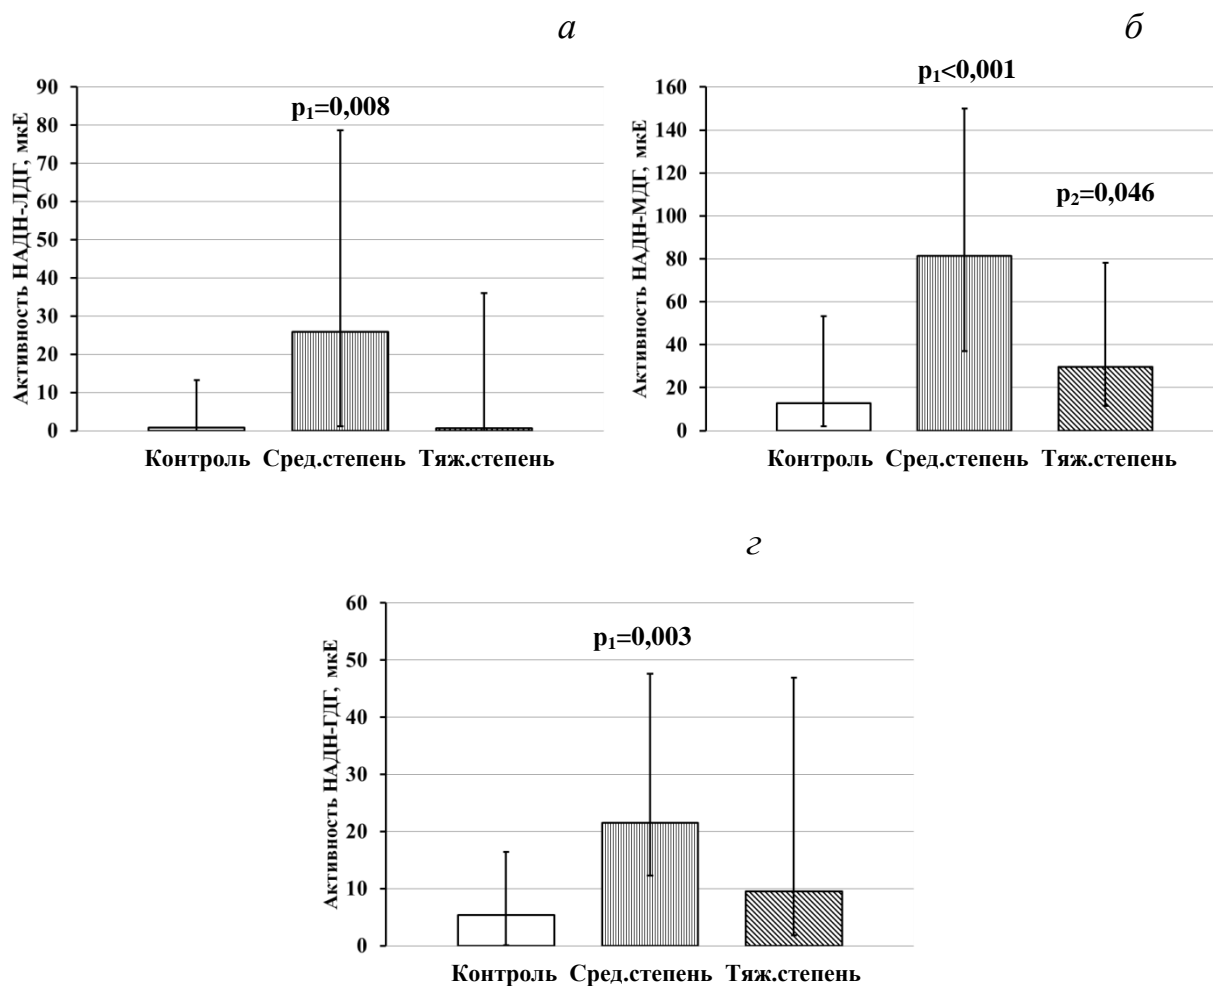 а
p₁=0,008
Активность НАДН-ЛДГ, мкЕ
90
80
70
60
50
40
30
20
10
0
Контроль Сред.степень Тяж.степень
б
p₁<0,001
p₂=0,046
Активность НАДН-МДГ, мкЕ
160
140
120
100
80
60
40
20
0
Контроль Сред.степень Тяж.степень
г
p₁=0,003
Активность НАДН-ГДГ, мкЕ
60
50
40
30
20
10
0
Контроль Сред.степень Тяж.степень